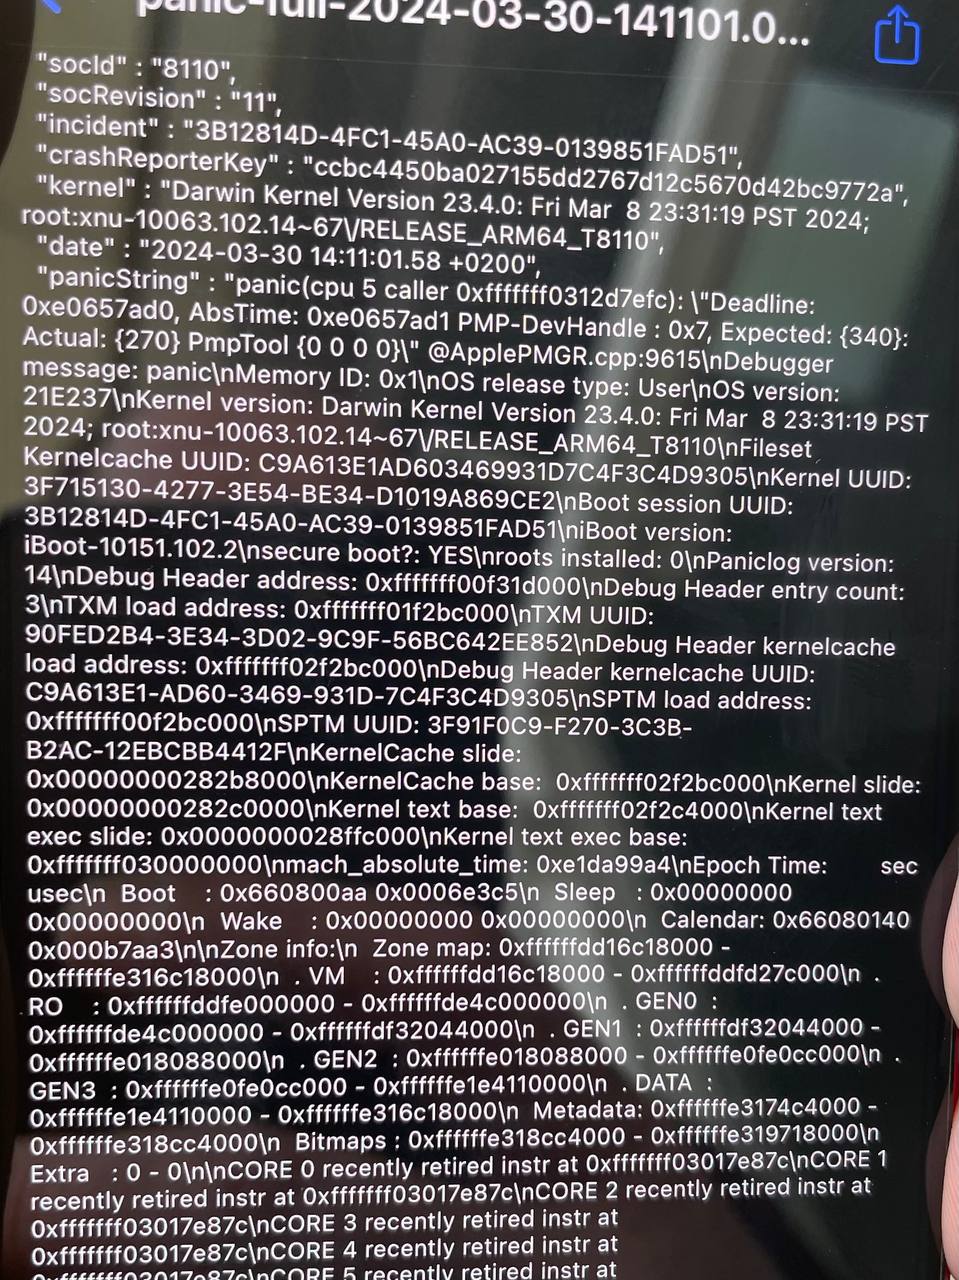 panic-full-2024-03-30-141101.0...
"socId" : "8110",
"socRevision" : "11",
"incident" : "3B12814D-4FC1-45A0-AC39-0139851FAD51",
"crashReporterKey" : "ccbc4450ba027155dd2767d12c5670d42bc9772a",
"kernel" : "Darwin Kernel Version 23.4.0: Fri Mar  8 23:31:19 PST 2024;
root:xnu-10063.102.14~67\/RELEASE_ARM64_T8110",
"date" : "2024-03-30 14:11:01.58 +0200",
"panicString" : "panic(cpu 5 caller 0xfffffff0312d7efc): \"Deadline:
0xe0657ad0, AbsTime: 0xe0657ad1 PMP-DevHandle : 0x7, Expected: {340}:
Actual: {270} PmpTool {0 0 0 0}\" @ApplePMGR.cpp:9615\nDebugger
message: panic\nMemory ID: 0x1\nOS release type: User\nOS version:
21E237\nKernel version: Darwin Kernel Version 23.4.0: Fri Mar  8 23:31:19 PST
2024; root:xnu-10063.102.14~67\/RELEASE_ARM64_T8110\nFileset
Kernelcache UUID: C9A613E1AD603469931D7C4F3C4D9305\nKernel UUID:
3F715130-4277-3E54-BE34-D1019A869CE2\nBoot session UUID:
3B12814D-4FC1-45A0-AC39-0139851FAD51\niBoot version:
iBoot-10151.102.2\nsecure boot?: YES\nroots installed: 0\nPaniclog version:
14\nDebug Header address: 0xfffffff00f31d000\nDebug Header entry count:
3\nTXM load address: 0xfffffff01f2bc000\nTXM UUID:
90FED2B4-3E34-3D02-9C9F-56BC642EE852\nDebug Header kernelcache
load address: 0xfffffff02f2bc000\nDebug Header kernelcache UUID:
C9A613E1-AD60-3469-931D-7C4F3C4D9305\nSPTM load address:
0xfffffff00f2bc000\nSPTM UUID: 3F91F0C9-F270-3C3B-
B2AC-12EBCBB4412F\nKernelCache slide:
0x00000000282b8000\nKernelCache base:  0xfffffff02f2bc000\nKernel slide:
0x00000000282c0000\nKernel text base:  0xfffffff02f2c4000\nKernel text
exec slide: 0x0000000028ffc000\nKernel text exec base:
0xfffffff030000000\nmach_absolute_time: 0xe1da99a4\nEpoch Time:        sec
usec\n  Boot    : 0x660800aa 0x0006e3c5\n  Sleep   : 0x00000000
0x00000000\n  Wake    : 0x00000000 0x00000000\n  Calendar: 0x66080140
0x000b7aa3\n\nZone info:\n  Zone map: 0xffffffdd16c18000 -
0xffffffe316c18000\n  . VM    : 0xffffffdd16c18000 - 0xffffffddfd27c000\n  .
RO    : 0xffffffddfe000000 - 0xffffffde4c000000\n  . GEN0  :
0xffffffde4c000000 - 0xffffffdf32044000\n  . GEN1  : 0xffffffdf32044000 -
0xffffffe018088000\n  . GEN2  : 0xffffffe018088000 - 0xffffffe0fe0cc000\n  .
GEN3  : 0xffffffe0fe0cc000 - 0xffffffe1e4110000\n  . DATA  :
0xffffffe1e4110000 - 0xffffffe316c18000\n  Metadata: 0xffffffe3174c4000 -
0xffffffe318cc4000\n  Bitmaps : 0xffffffe318cc4000 - 0xffffffe319718000\n
Extra   : 0 - 0\n\nCORE 0 recently retired instr at 0xfffffff03017e87c\nCORE 1
recently retired instr at 0xfffffff03017e87c\nCORE 2 recently retired instr at
0xfffffff03017e87c\nCORE 3 recently retired instr at
0xfffffff03017e87c\nCORE 4 recently retired instr at
0xfffffff03017e87c\nCORE 5 recently retired instr at